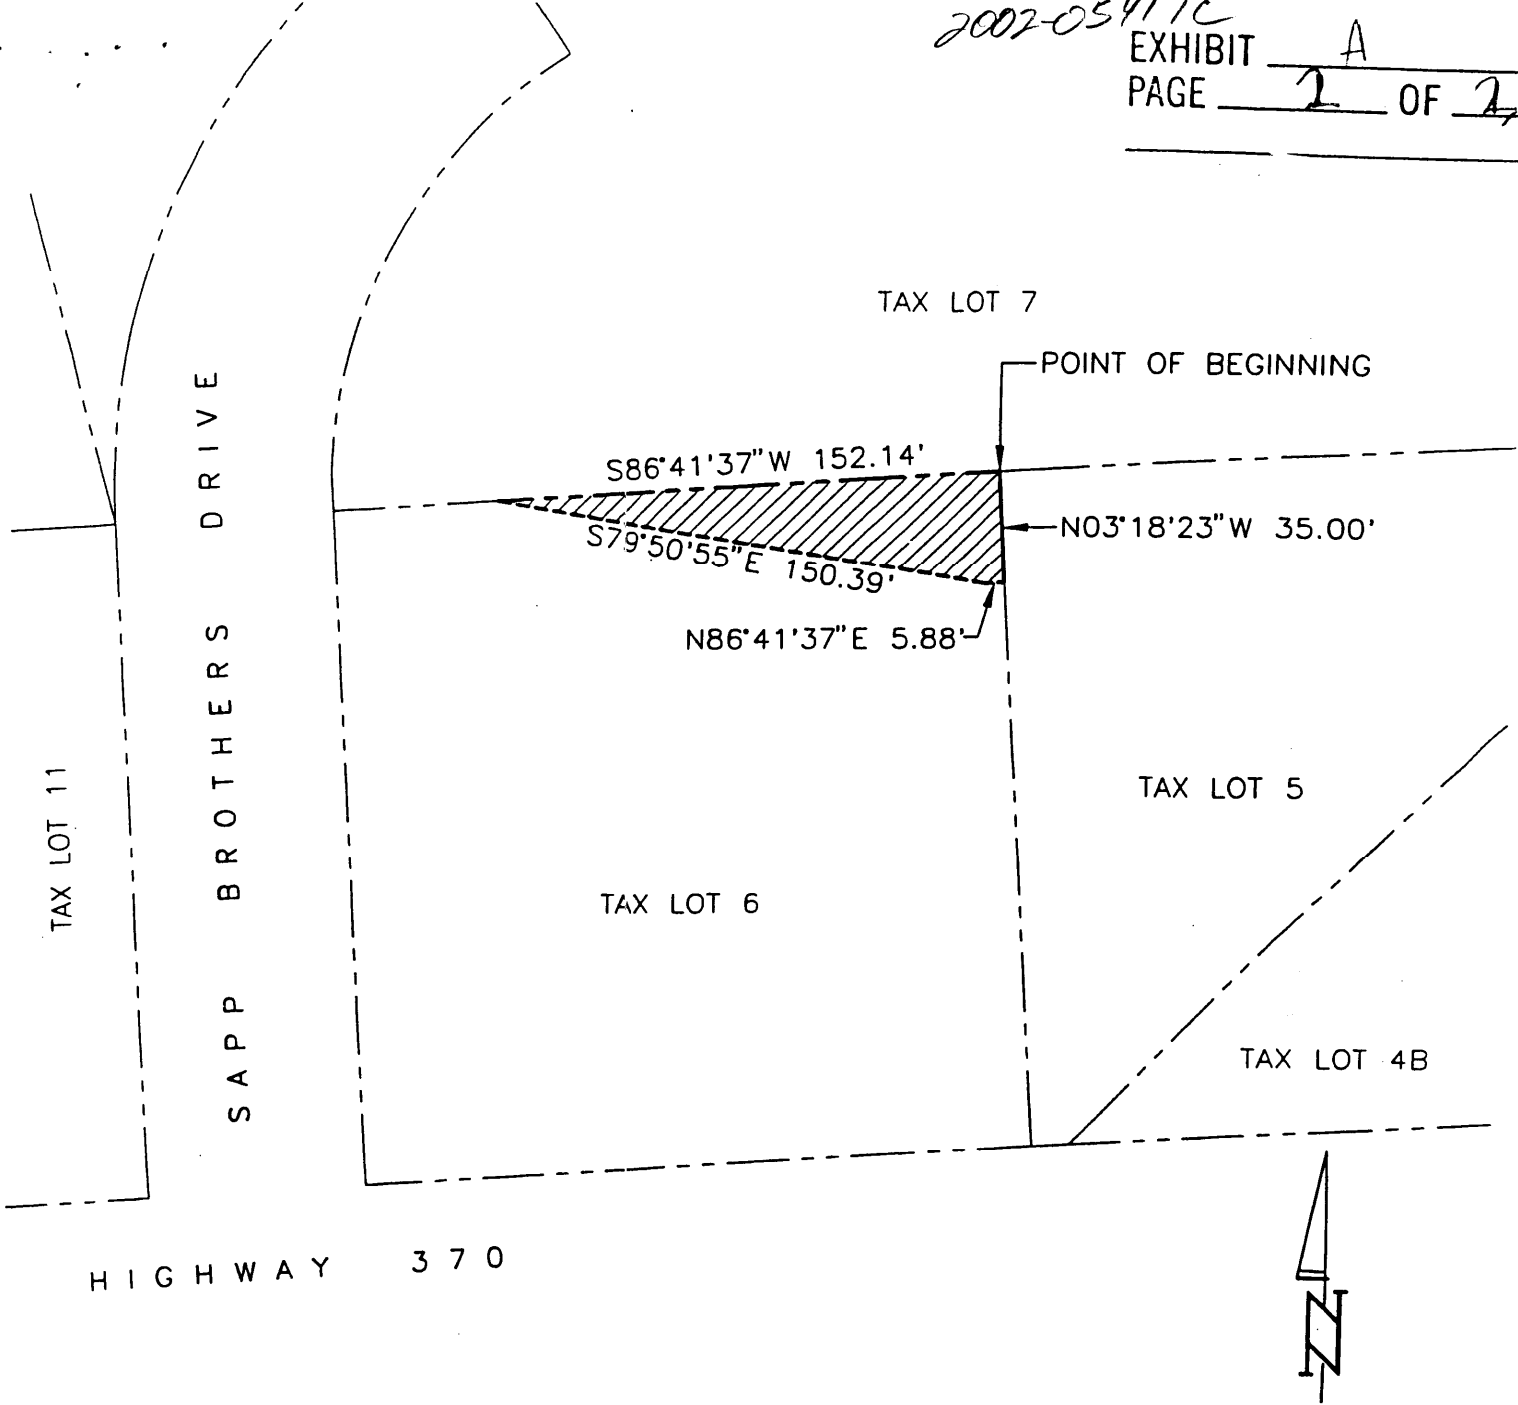 EXHIBIT A
PAGE 2 OF 2
TAX LOT 7
POINT OF BEGINNING
S86°41'37"W 152.14'
N03°18'23"W 35.00'
S79°50'55"E 150.39'
N86°41'37"E 5.88'
SAPP BROTHERS DRIVE
TAX LOT 11
TAX LOT 5
TAX LOT 6
TAX LOT 4B
HIGHWAY 370
N